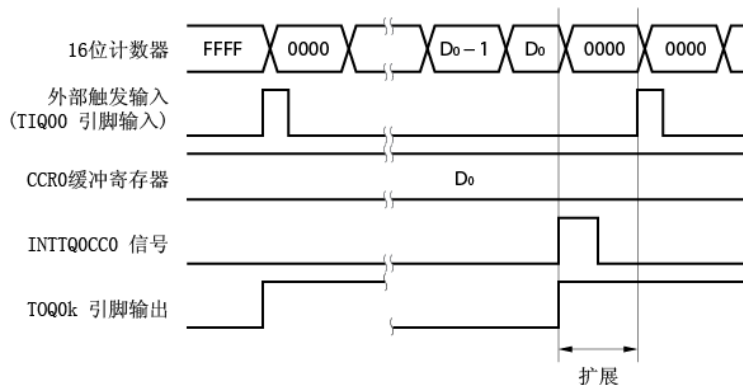 16位计数器
FFFF 0000 D₀−1 D₀ 0000 0000
外部触发输入
(TIQ00 引脚输入)
CCR0缓冲寄存器
D₀
INTTQ0CC0 信号
TOQ0k 引脚输出
扩展